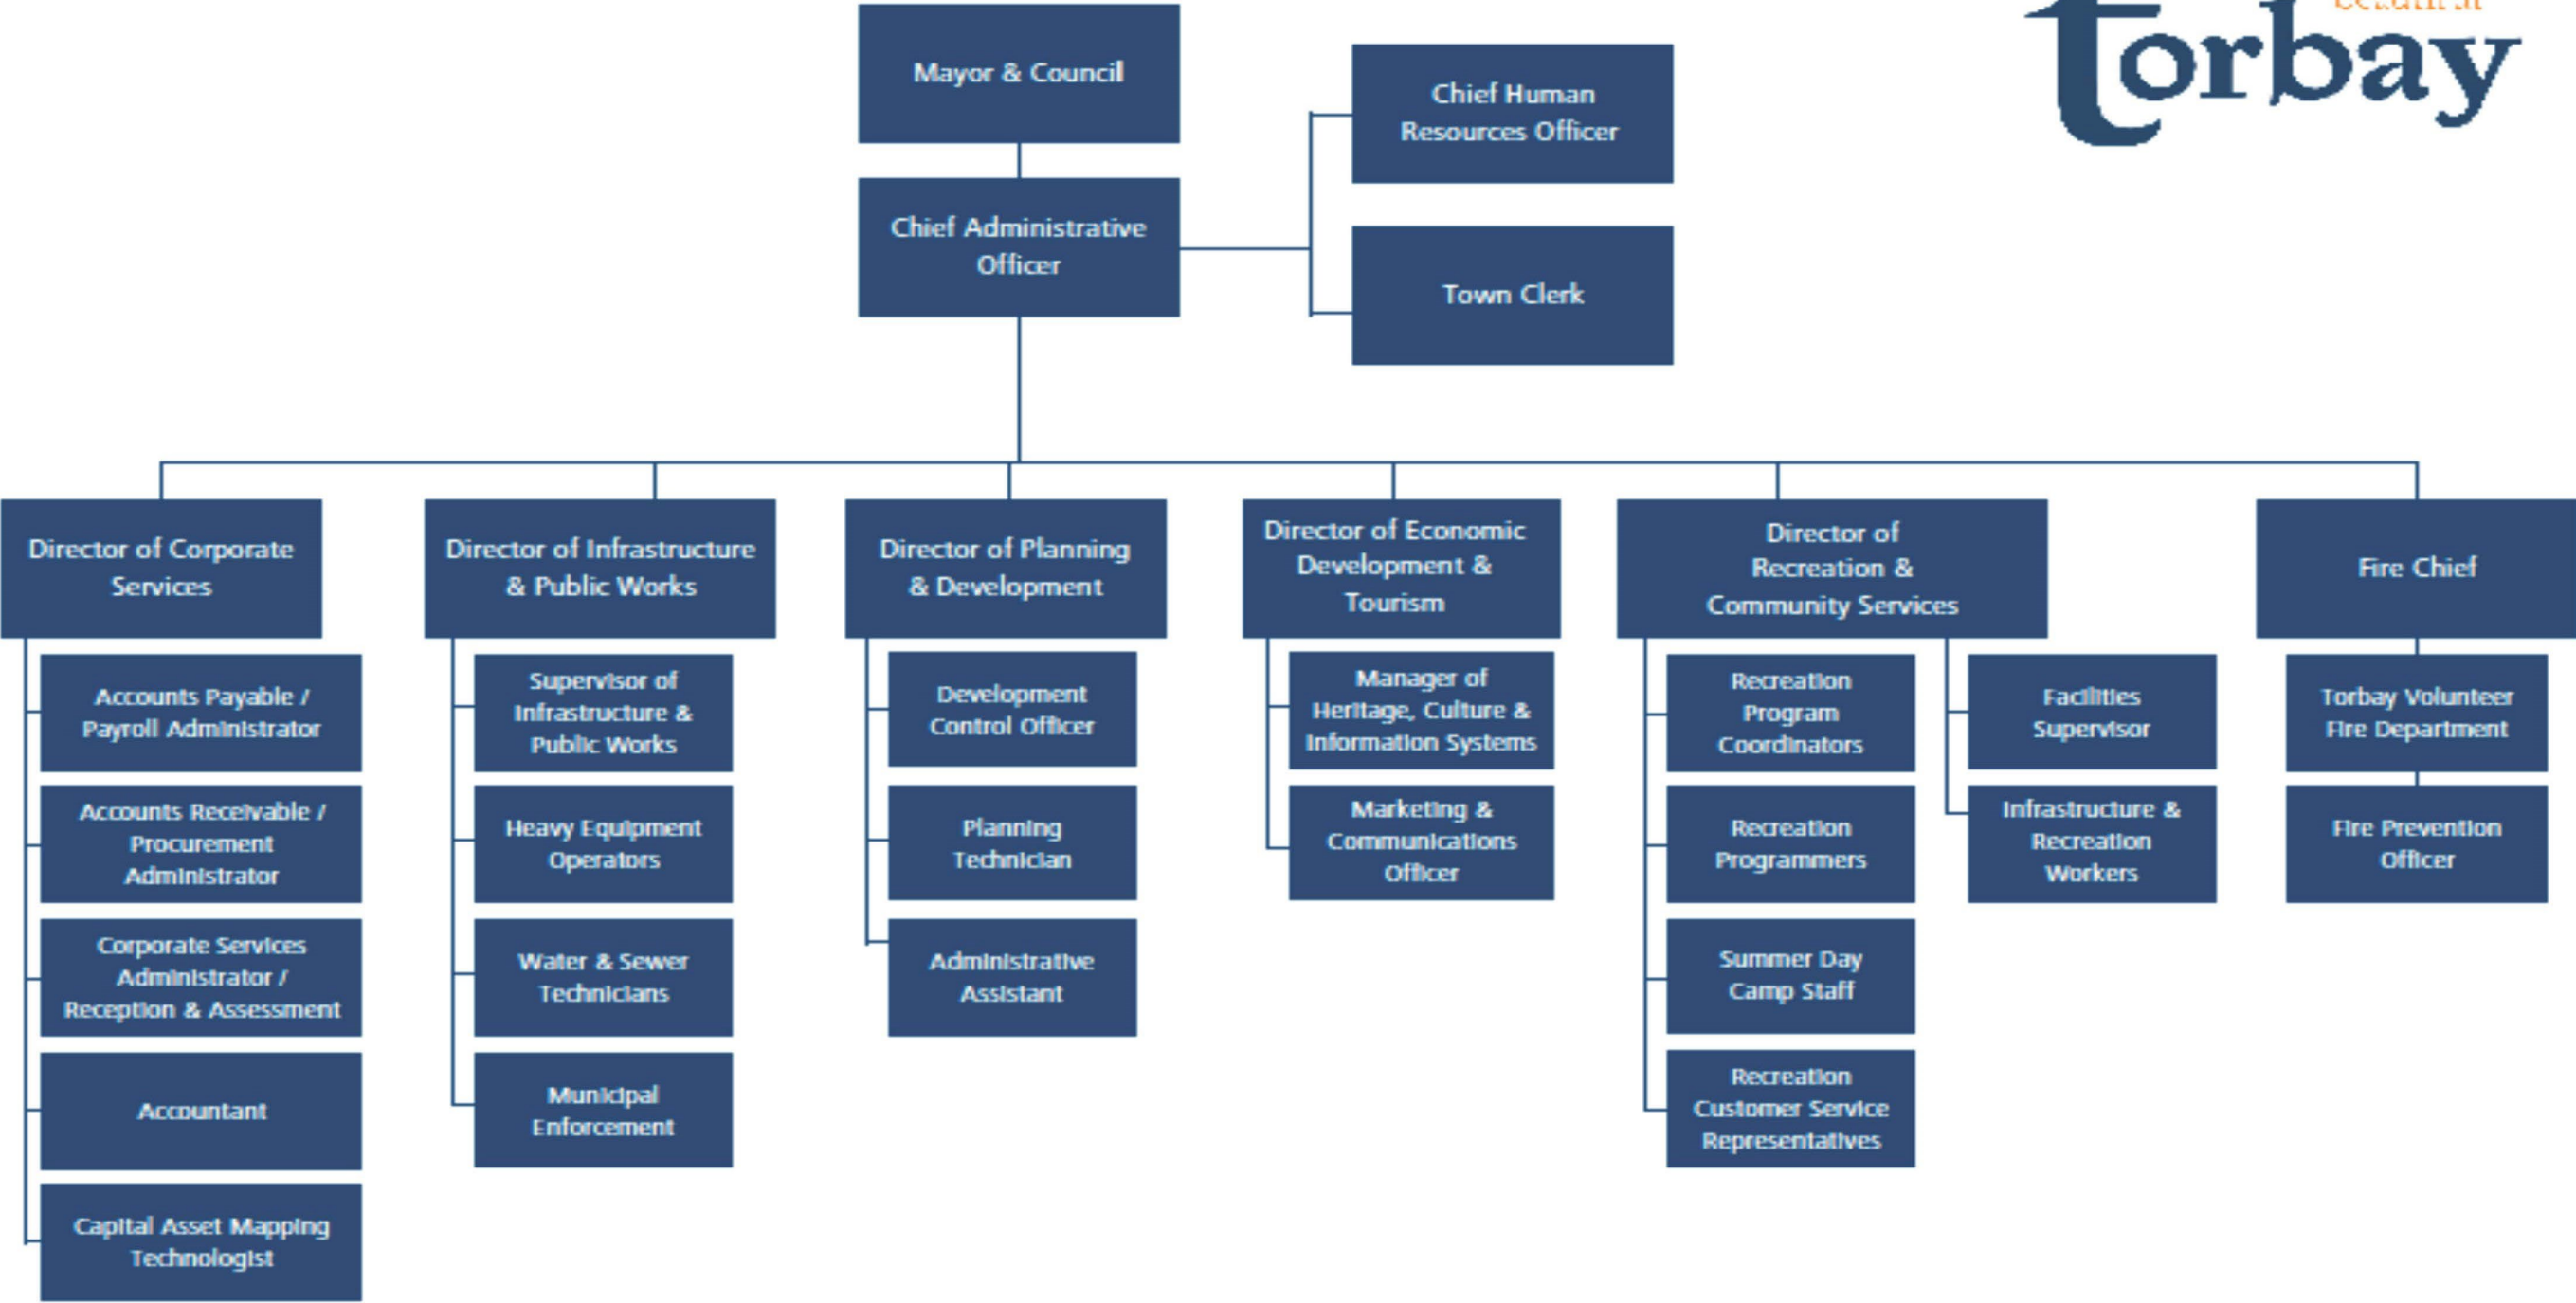 beautiful
torbay
Mayor & Council
Chief Human
Resources Officer
Chief Administrative
Officer
Town Clerk
Director of Corporate
Services
Accounts Payable /
Payroll Administrator
Accounts Receivable /
Procurement
Administrator
Corporate Services
Administrator /
Reception & Assessment
Accountant
Capital Asset Mapping
Technologist
Director of Infrastructure
& Public Works
Supervisor of
Infrastructure &
Public Works
Heavy Equipment
Operators
Water & Sewer
Technicians
Municipal
Enforcement
Director of Planning
& Development
Development
Control Officer
Planning
Technician
Administrative
Assistant
Director of Economic
Development &
Tourism
Manager of
Heritage, Culture &
Information Systems
Marketing &
Communications
Officer
Director of
Recreation &
Community Services
Recreation
Program
Coordinators
Recreation
Programmers
Summer Day
Camp Staff
Recreation
Customer Service
Representatives
Facilities
Supervisor
Infrastructure &
Recreation
Workers
Fire Chief
Torbay Volunteer
Fire Department
Fire Prevention
Officer